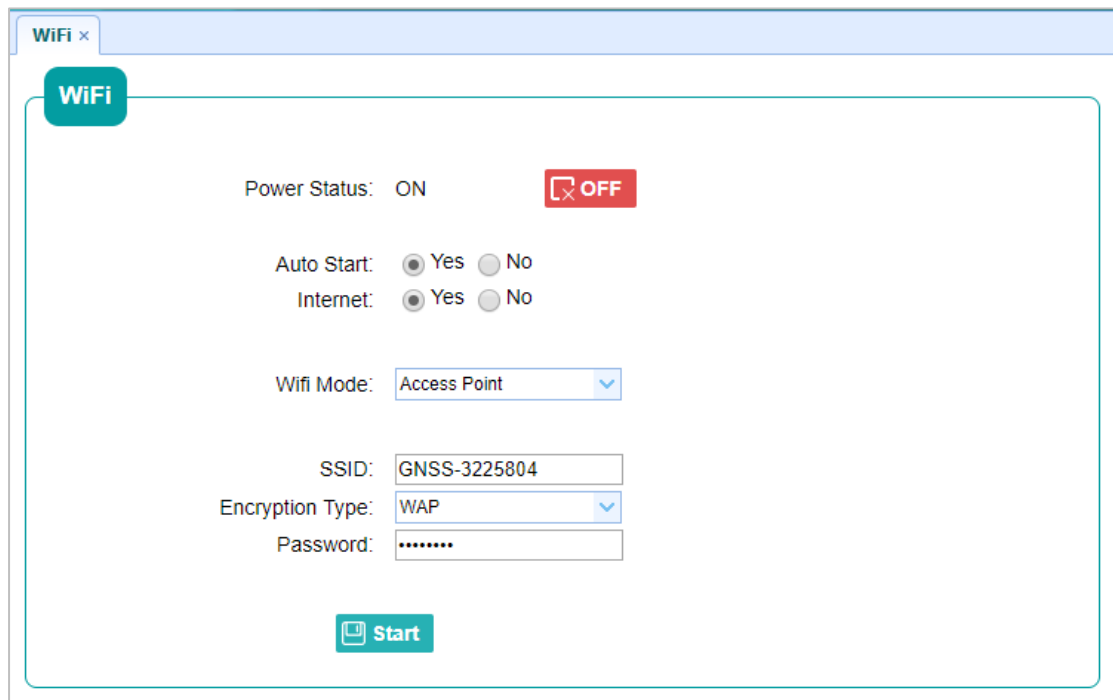 WiFi ×
WiFi
Power Status: ON OFF
Auto Start: Yes No
Internet: Yes No
Wifi Mode: Access Point
SSID: GNSS-3225804
Encryption Type: WAP
Password: ••••••••
Start